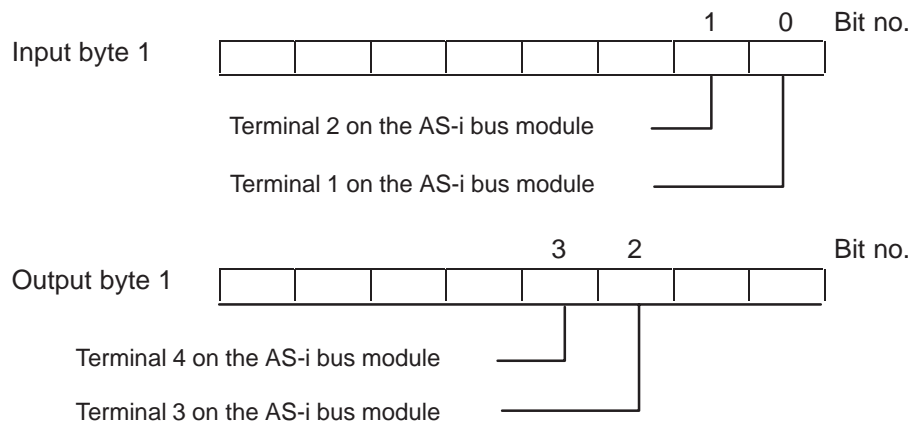 1 0 Bit no.
Input byte 1
Terminal 2 on the AS-i bus module
Terminal 1 on the AS-i bus module
3 2 Bit no.
Output byte 1
Terminal 4 on the AS-i bus module
Terminal 3 on the AS-i bus module